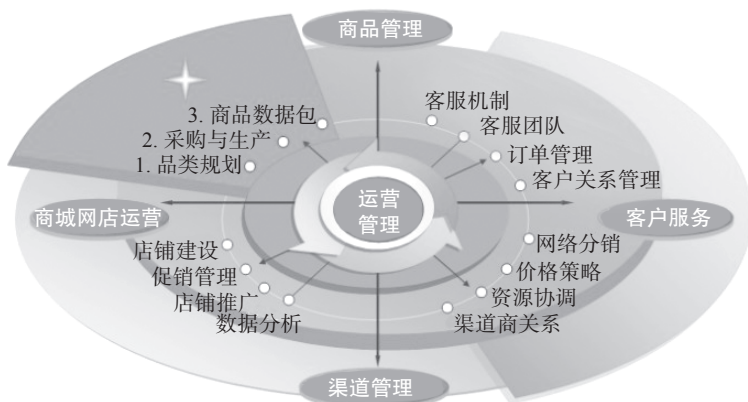 商品管理
3. 商品数据包
2. 采购与生产
1. 品类规划
客服机制
客服团队
订单管理
客户关系管理
商城网店运营
运营
管理
客户服务
店铺建设
促销管理
店铺推广
数据分析
网络分销
价格策略
资源协调
渠道商关系
渠道管理